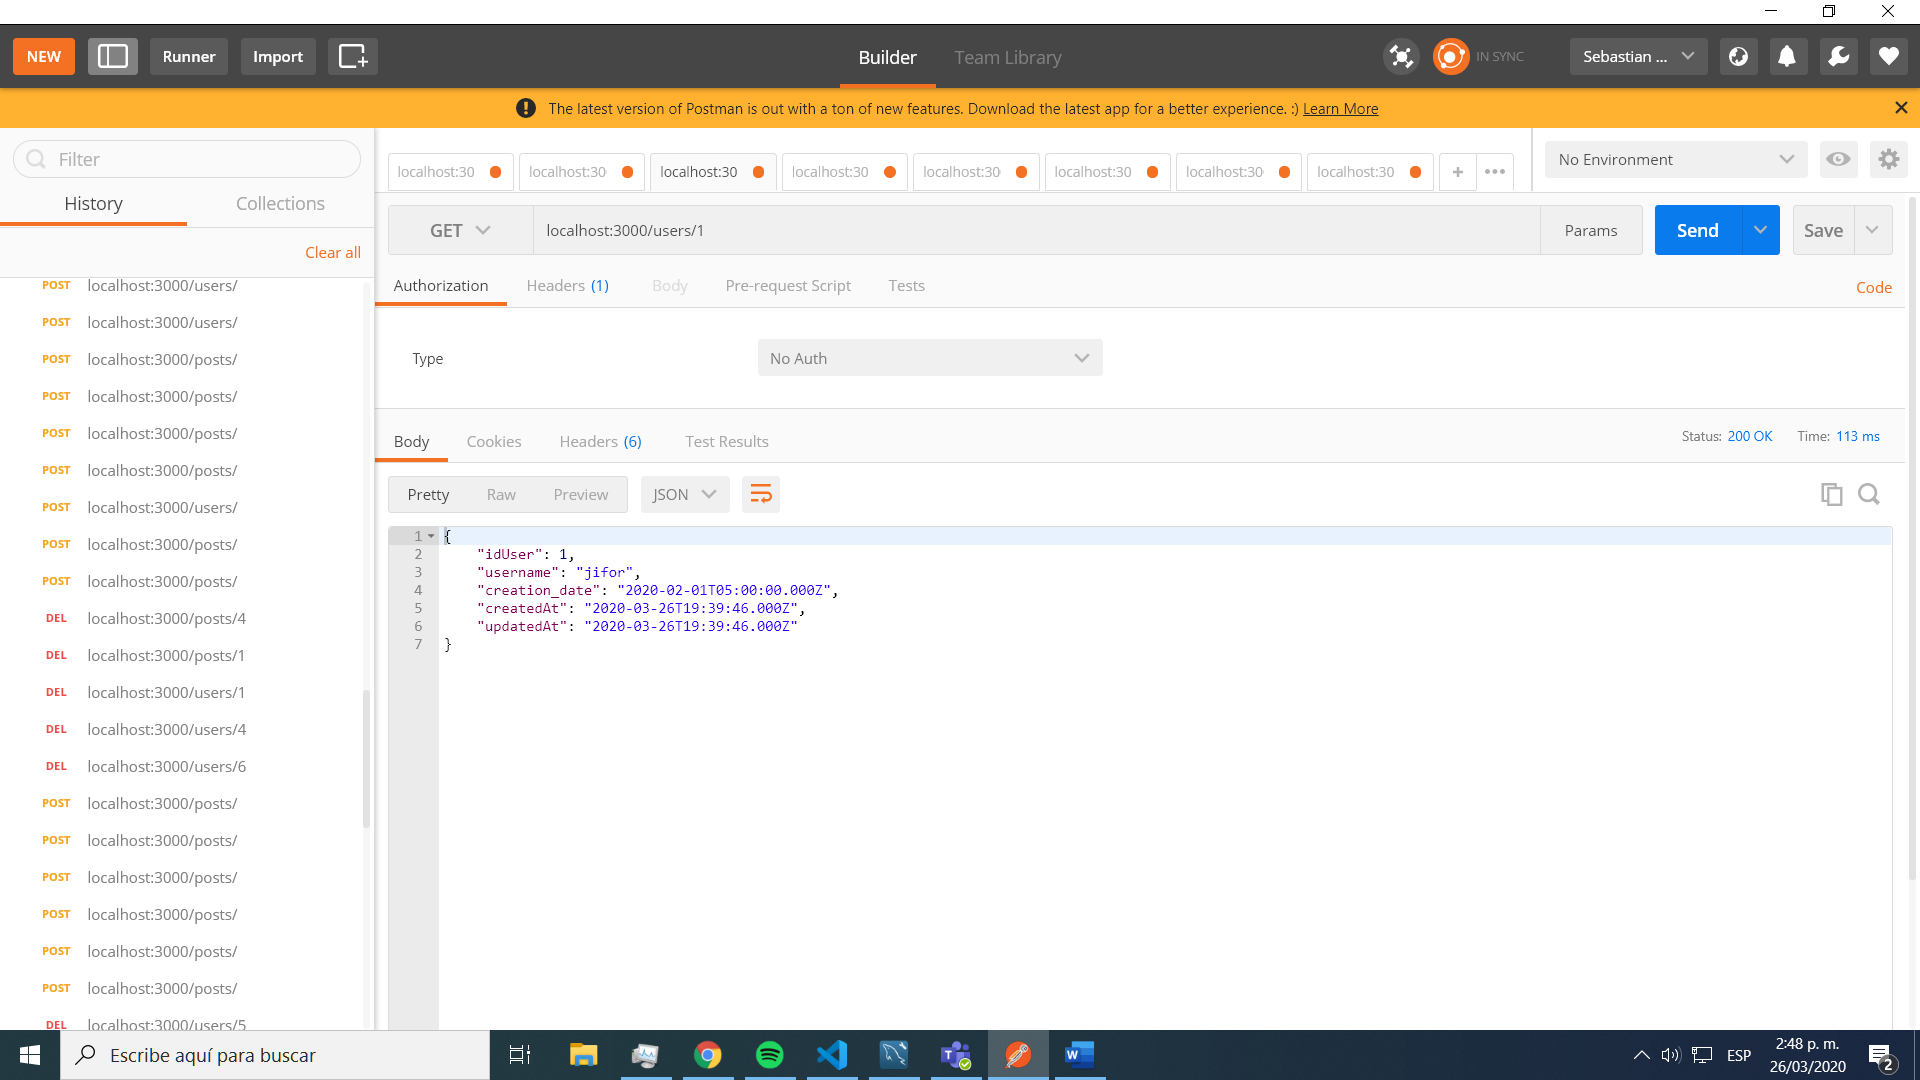 NEW
Runner
Import
Builder
Team Library
IN SYNC
Sebastian ...
The latest version of Postman is out with a ton of new features. Download the latest app for a better experience. :) Learn More
Filter
History
Collections
Clear all
POST localhost:3000/users/
POST localhost:3000/users/
POST localhost:3000/posts/
POST localhost:3000/posts/
POST localhost:3000/posts/
POST localhost:3000/posts/
POST localhost:3000/users/
POST localhost:3000/posts/
POST localhost:3000/posts/
DEL localhost:3000/posts/4
DEL localhost:3000/posts/1
DEL localhost:3000/users/1
DEL localhost:3000/users/4
DEL localhost:3000/users/6
POST localhost:3000/posts/
POST localhost:3000/posts/
POST localhost:3000/posts/
POST localhost:3000/posts/
POST localhost:3000/posts/
POST localhost:3000/posts/
DEL localhost:3000/users/5
localhost:30 localhost:30 localhost:30 localhost:30 localhost:30 localhost:30 localhost:30 localhost:30
No Environment
GET localhost:3000/users/1 Params Send Save
Authorization Headers (1) Body Pre-request Script Tests Code
Type No Auth
Body Cookies Headers (6) Test Results Status: 200 OK Time: 113 ms
Pretty Raw Preview JSON
1 {
2 "idUser": 1,
3 "username": "jifor",
4 "creation_date": "2020-02-01T05:00:00.000Z",
5 "createdAt": "2020-03-26T19:39:46.000Z",
6 "updatedAt": "2020-03-26T19:39:46.000Z"
7 }
Escribe aquí para buscar
ESP
2:48 p. m.
26/03/2020
2